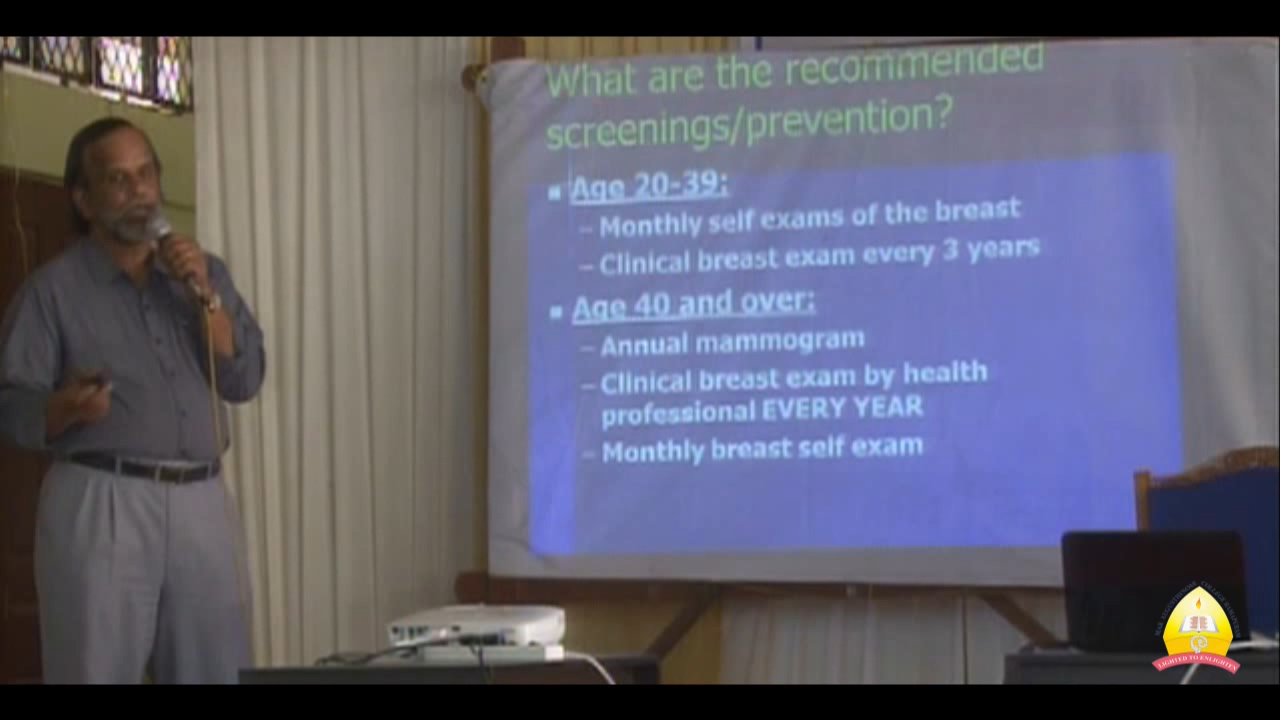 What are the recommended
screenings/prevention?
▪ Age 20-39:
– Monthly self exams of the breast
– Clinical breast exam every 3 years
▪ Age 40 and over:
– Annual mammogram
– Clinical breast exam by health
professional EVERY YEAR
– Monthly breast self exam
LIGHTED TO ENLIGHTEN